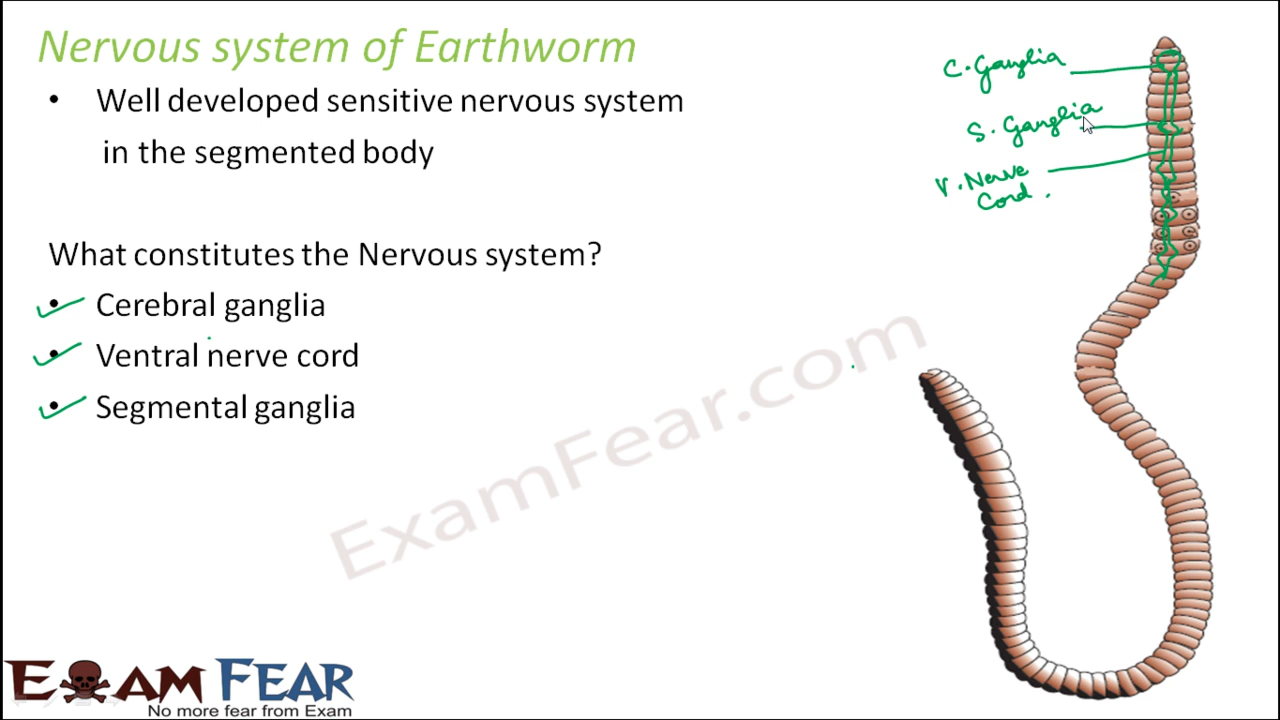 Nervous system of Earthworm
• Well developed sensitive nervous system
in the segmented body
What constitutes the Nervous system?
• Cerebral ganglia
• Ventral nerve cord
• Segmental ganglia
C. Ganglia
S. Ganglia
V. Nerve
Cord.
ExamFear.com
EXAM FEAR
No more fear from Exam